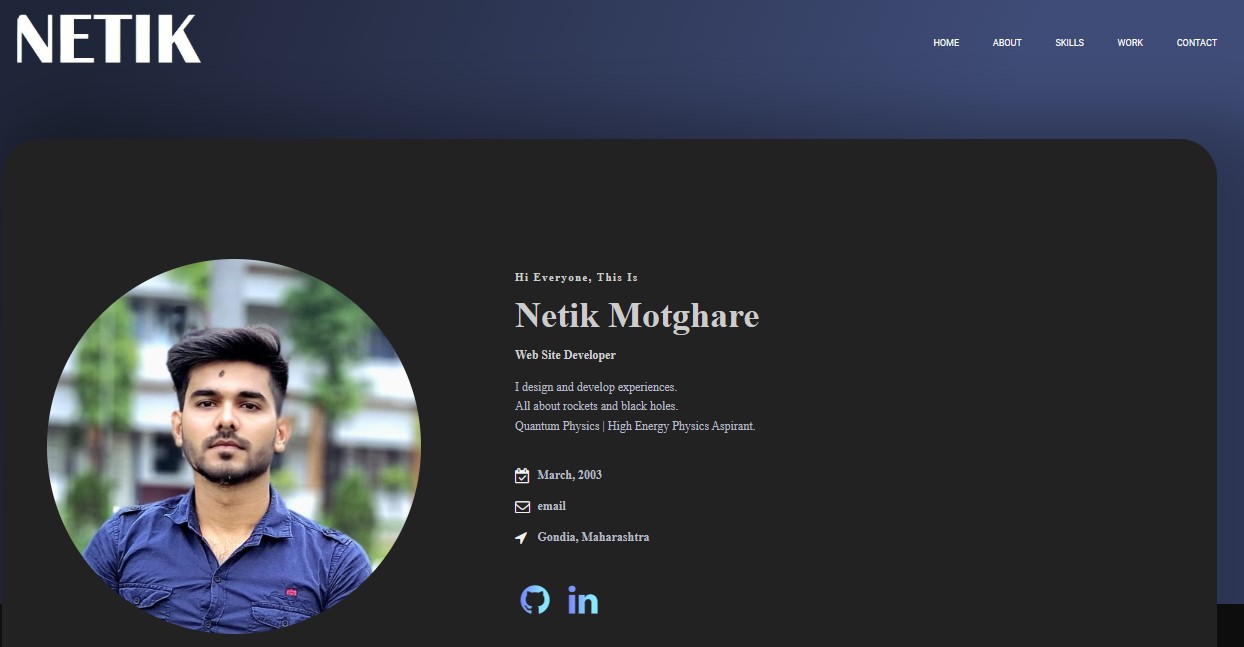 NETIK
HOME ABOUT SKILLS WORK CONTACT
Hi Everyone, This Is
Netik Motghare
Web Site Developer
I design and develop experiences.
All about rockets and black holes.
Quantum Physics | High Energy Physics Aspirant.
March, 2003
email
Gondia, Maharashtra
in